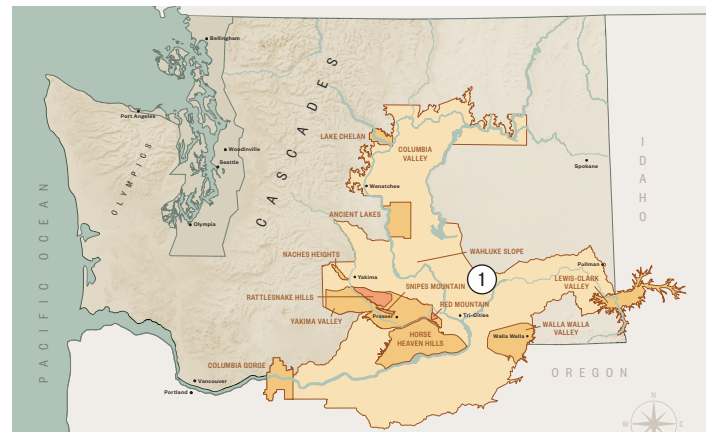 Bellingham
Port Angeles
OLYMPICS
Woodinville
Seattle
Olympia
CASCADES
PACIFIC OCEAN
LAKE CHELAN
COLUMBIA
VALLEY
Wenatchee
Spokane
IDAHO
ANCIENT LAKES
NACHES HEIGHTS
WAHLUKE SLOPE
Yakima
1
Pullman
SNIPES MOUNTAIN
LEWIS-CLARK
VALLEY
RATTLESNAKE HILLS
RED MOUNTAIN
YAKIMA VALLEY
Prosser
Tri-Cities
HORSE
HEAVEN HILLS
WALLA WALLA
VALLEY
Walla Walla
COLUMBIA GORGE
OREGON
Vancouver
Portland
N
W
E